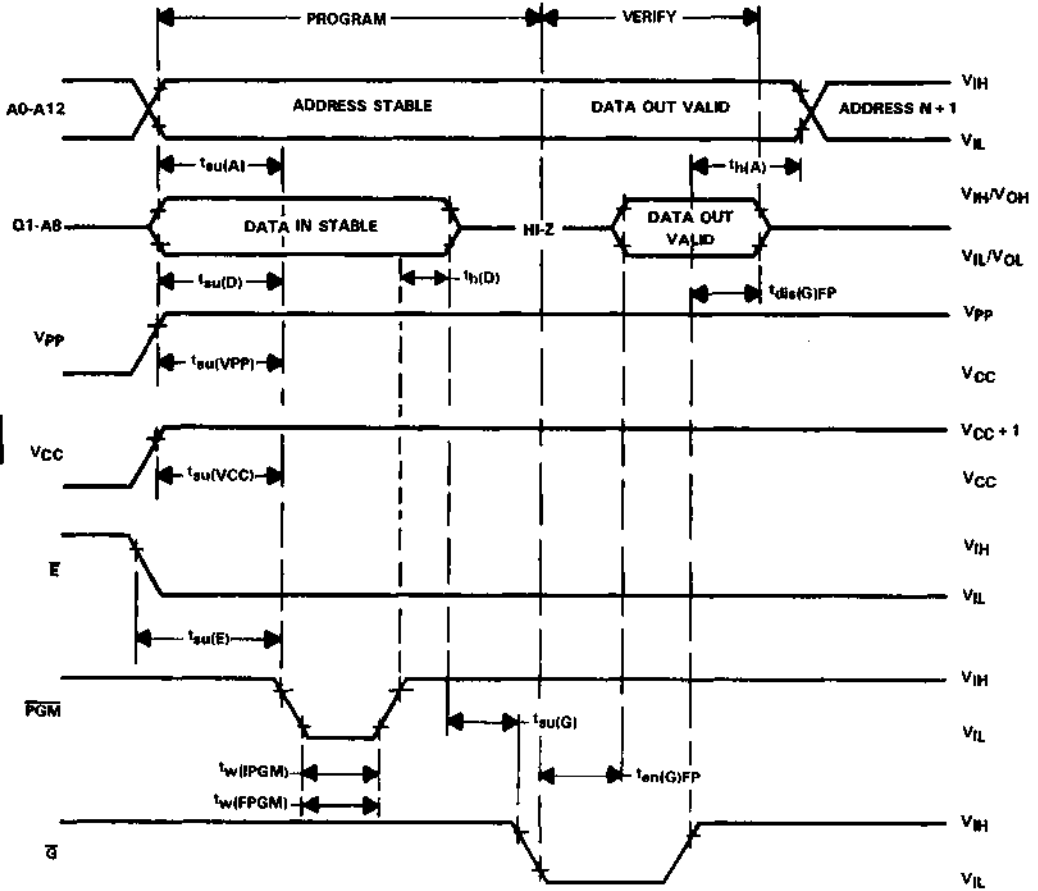 PROGRAM VERIFY
A0-A12 ADDRESS STABLE DATA OUT VALID ADDRESS N + 1 VIH
VIL
tsu(A) th(A)
Q1-A8 DATA IN STABLE HI-Z DATA OUT VALID VIH/VOH
VIL/VOL
tsu(D) th(D) tdis(G)FP
VPP VPP
tsu(VPP) VCC
VCC VCC + 1
tsu(VCC) VCC
E VIH
VIL
tsu(E)
PGM VIH
tsu(G) VIL
tw(IPGM) ten(G)FP
tw(FPGM)
G VIH
VIL